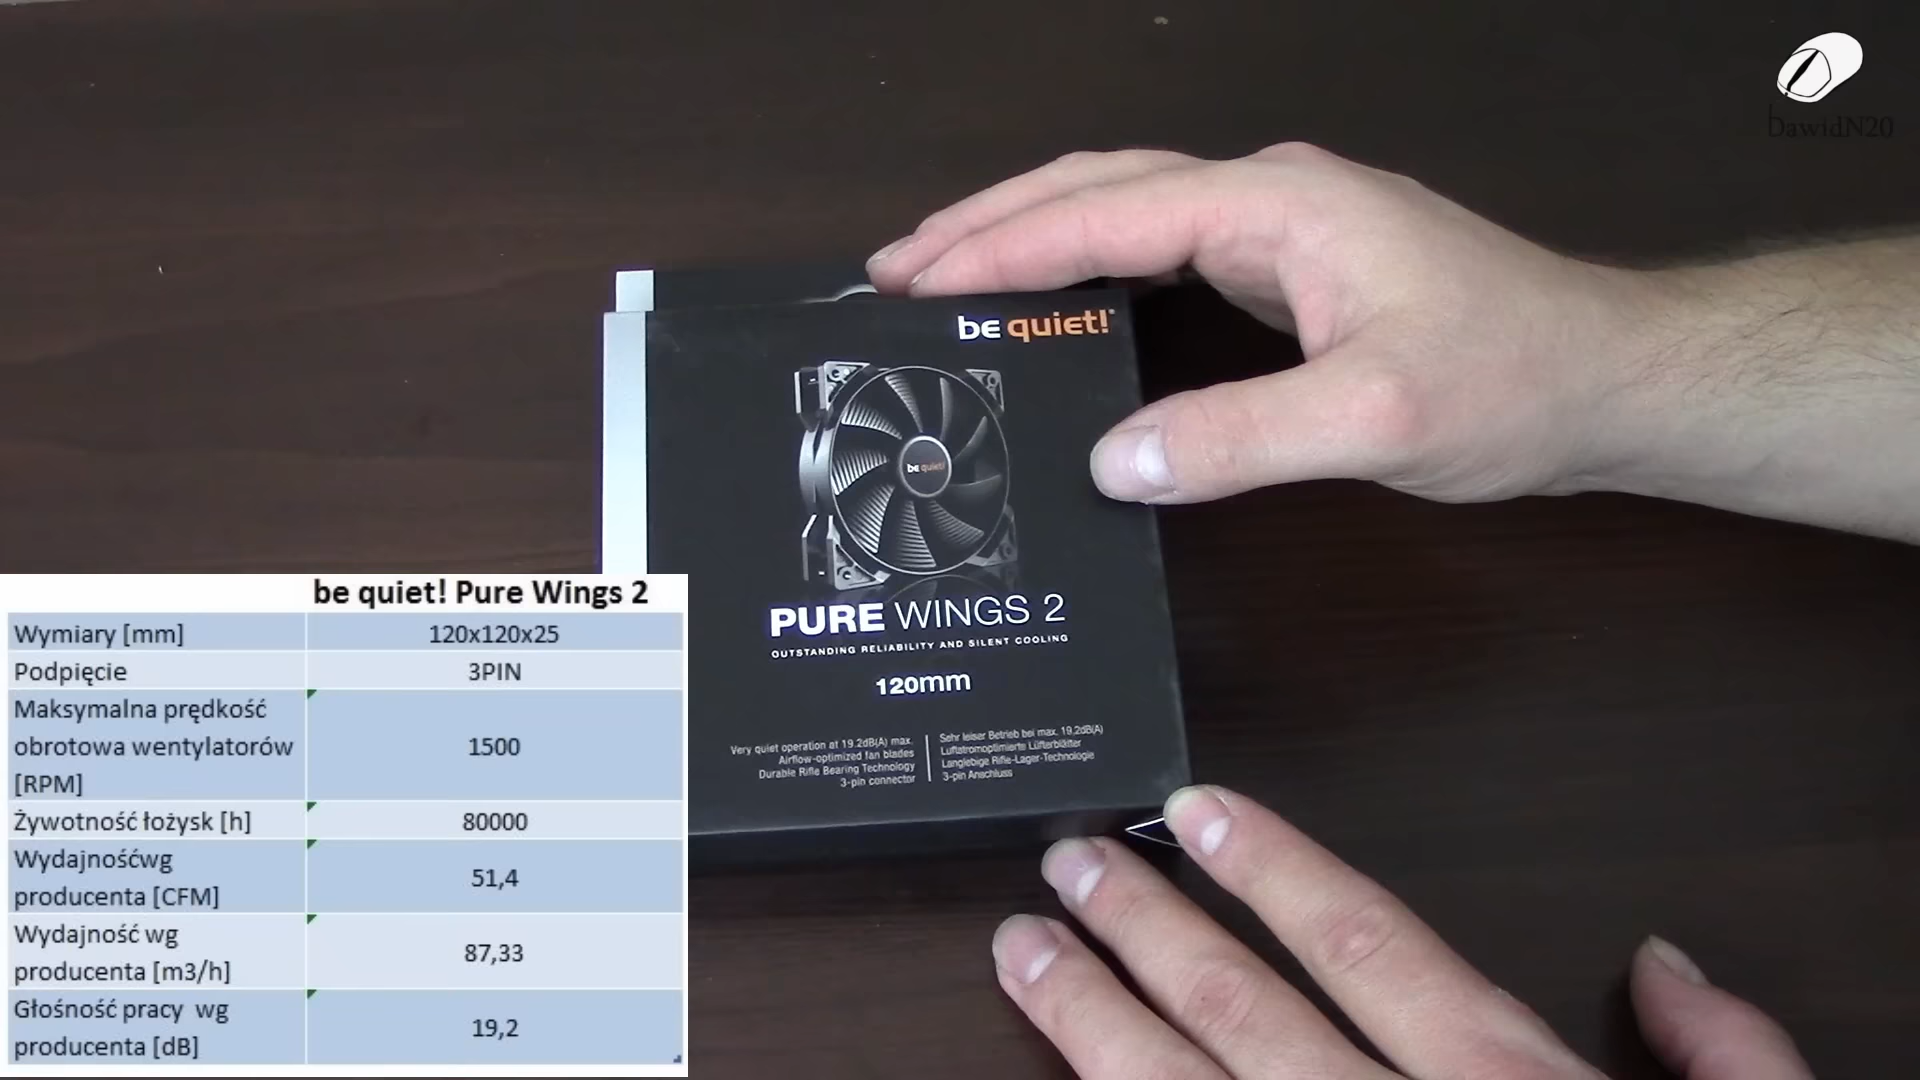 DawidN20
be quiet!
be quiet!
PURE WINGS 2
OUTSTANDING RELIABILITY AND SILENT COOLING
120mm
Very quiet operation at 19.2dB(A) max.
Airflow-optimized fan blades
Durable Rifle Bearing Technology
3-pin connector
Sehr leiser Betrieb bei max. 19,2dB(A)
Luftstromoptimierte Lüfterblätter
Langlebige Rifle-Lager-Technologie
3-pin Anschluss
be quiet! Pure Wings 2
Wymiary [mm] 120x120x25
Podpięcie 3PIN
Maksymalna prędkość
obrotowa wentylatorów 1500
[RPM]
Żywotność łożysk [h] 80000
Wydajnośćwg
producenta [CFM] 51,4
Wydajność wg
producenta [m3/h] 87,33
Głośność pracy wg
producenta [dB] 19,2